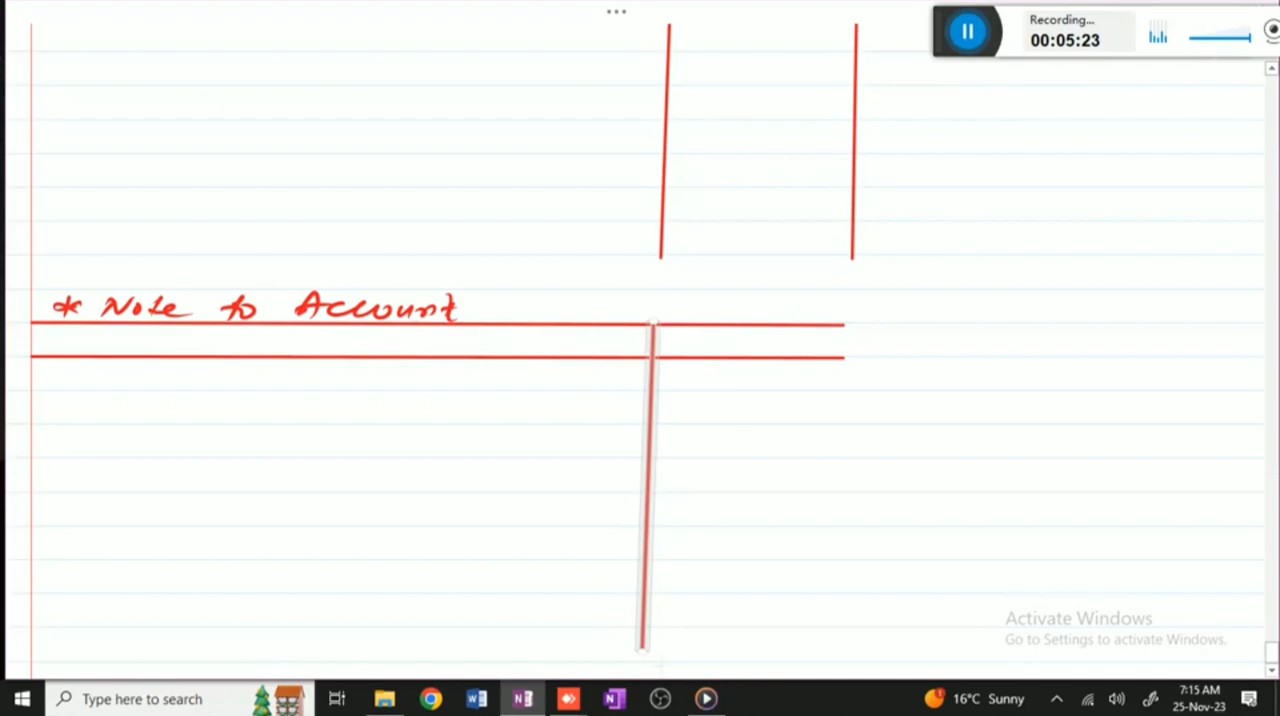 Recording...
00:05:23
* Note to Account
Activate Windows
Go to Settings to activate Windows.
Type here to search
16°C Sunny
7:15 AM
25-Nov-23